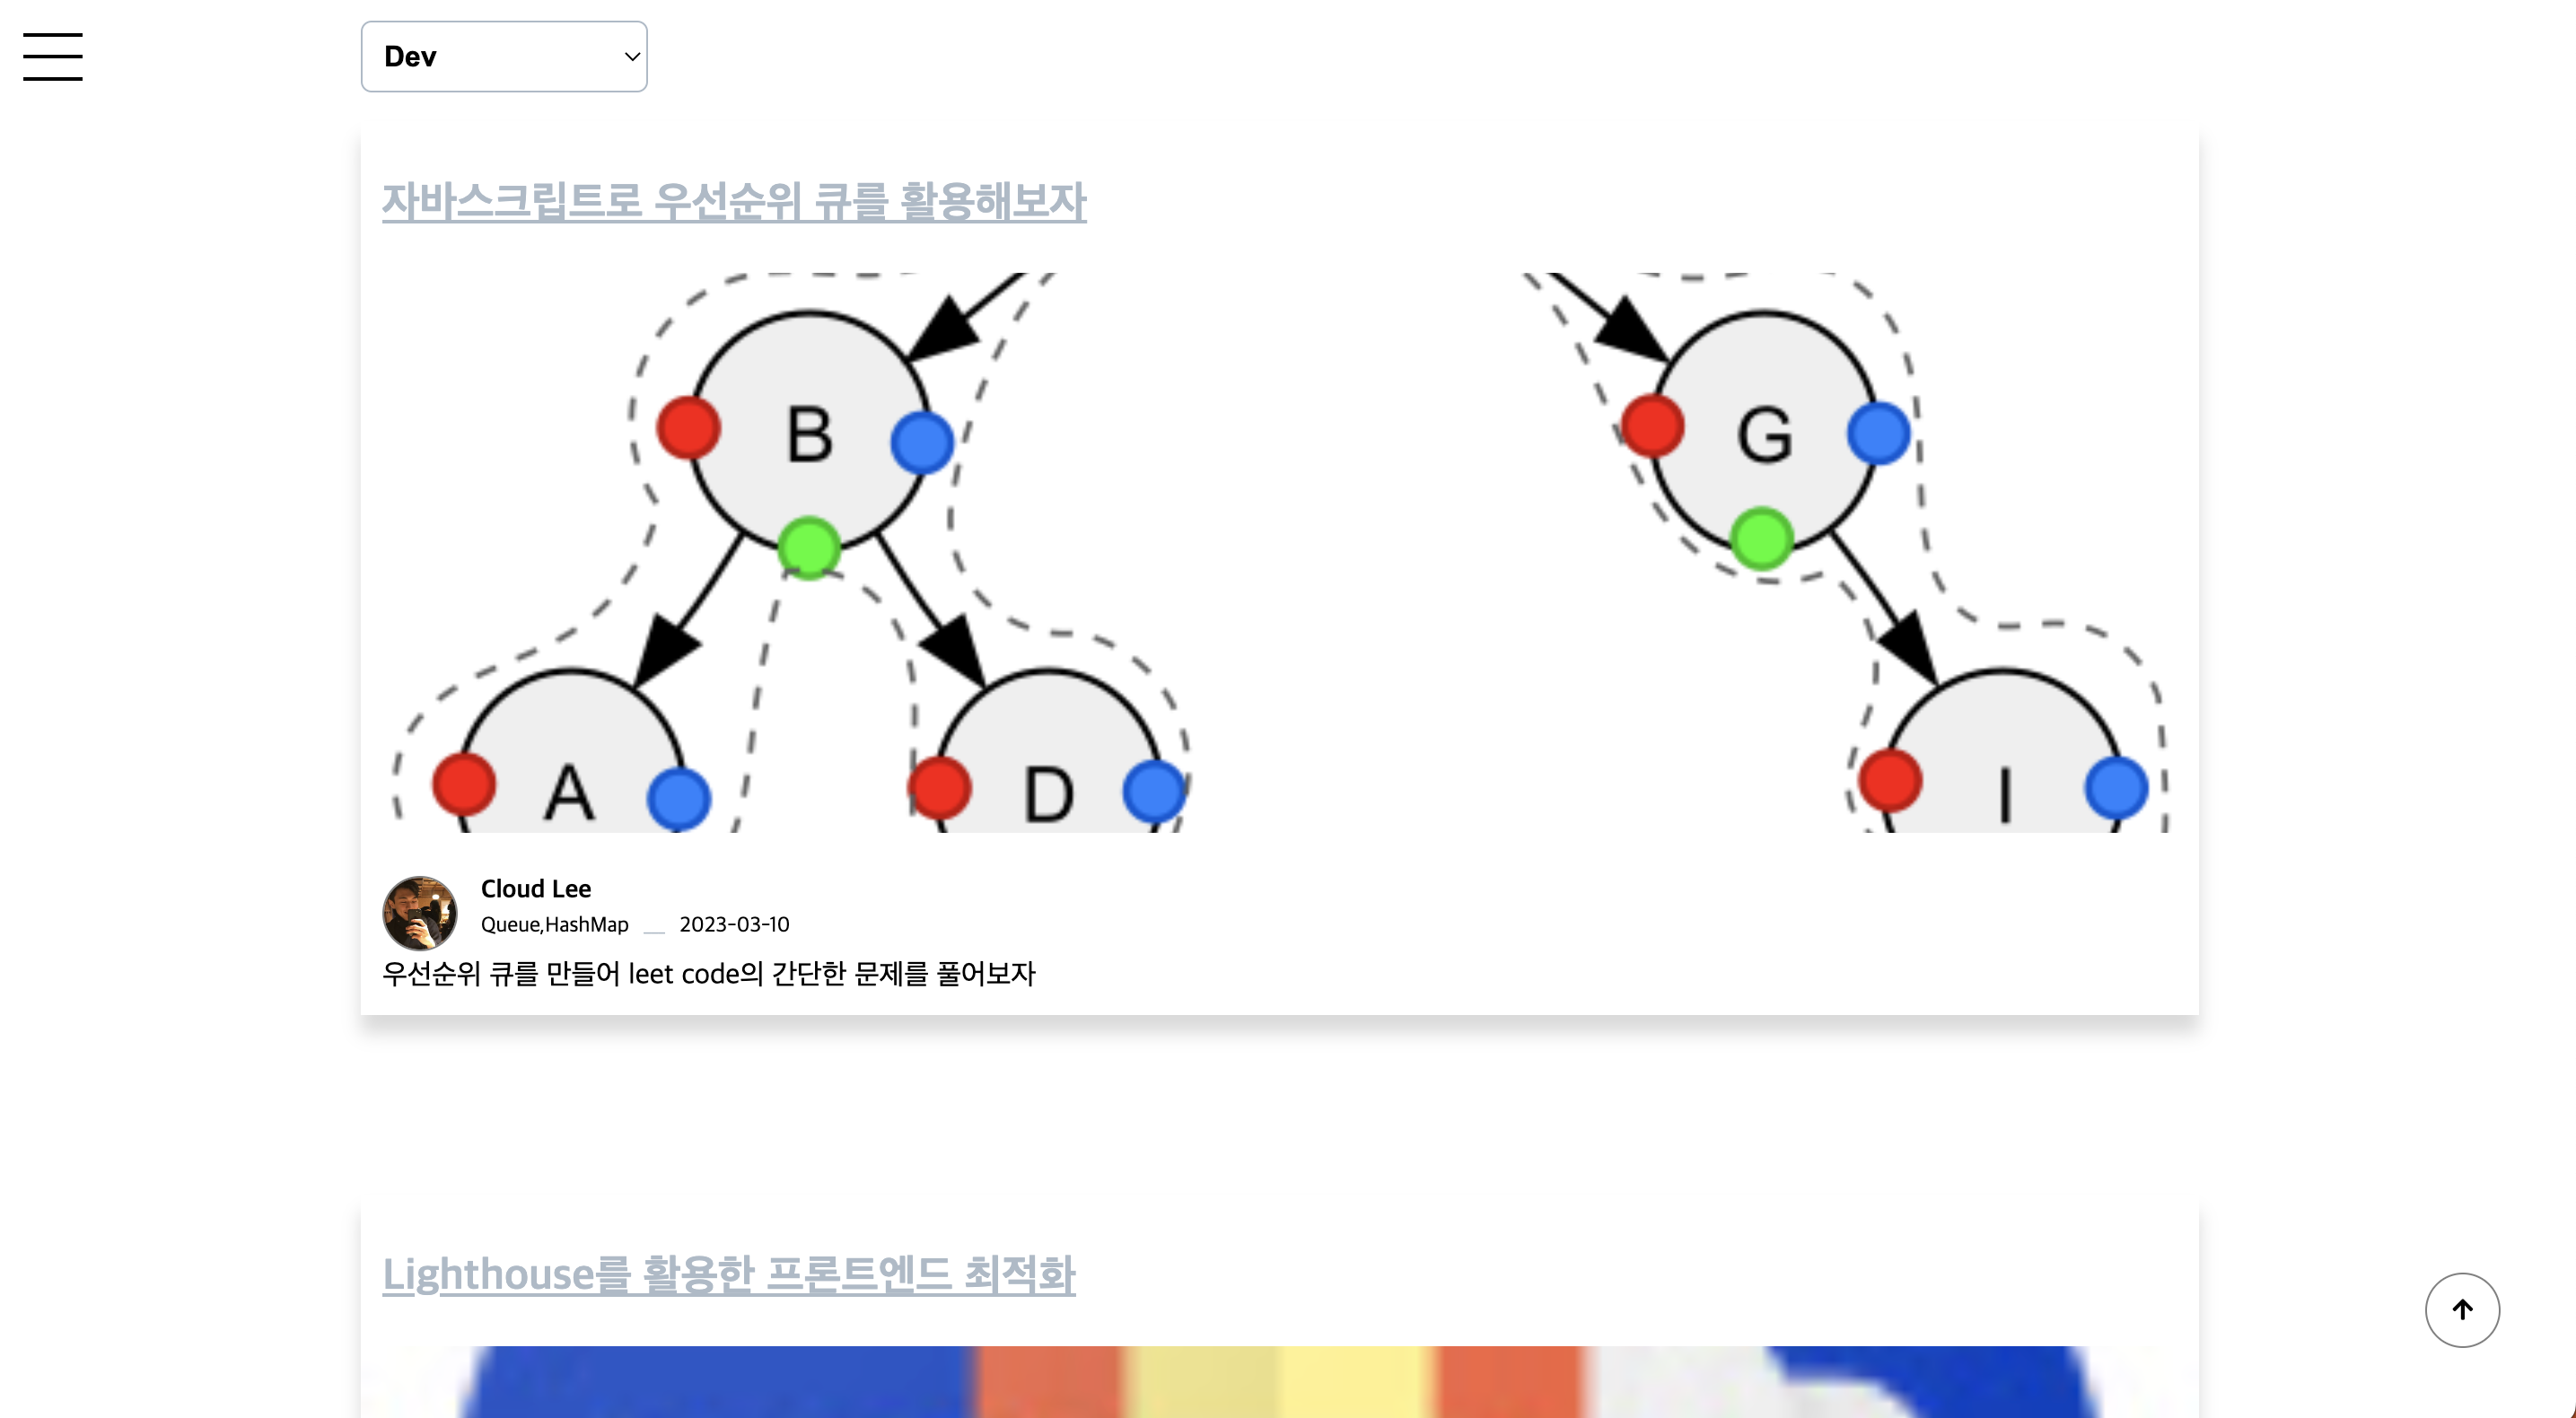 Dev
자바스크립트로 우선순위 큐를 활용해보자
B
G
A
D
I
Cloud Lee
Queue,HashMap __ 2023-03-10
우선순위 큐를 만들어 leet code의 간단한 문제를 풀어보자
Lighthouse를 활용한 프론트엔드 최적화